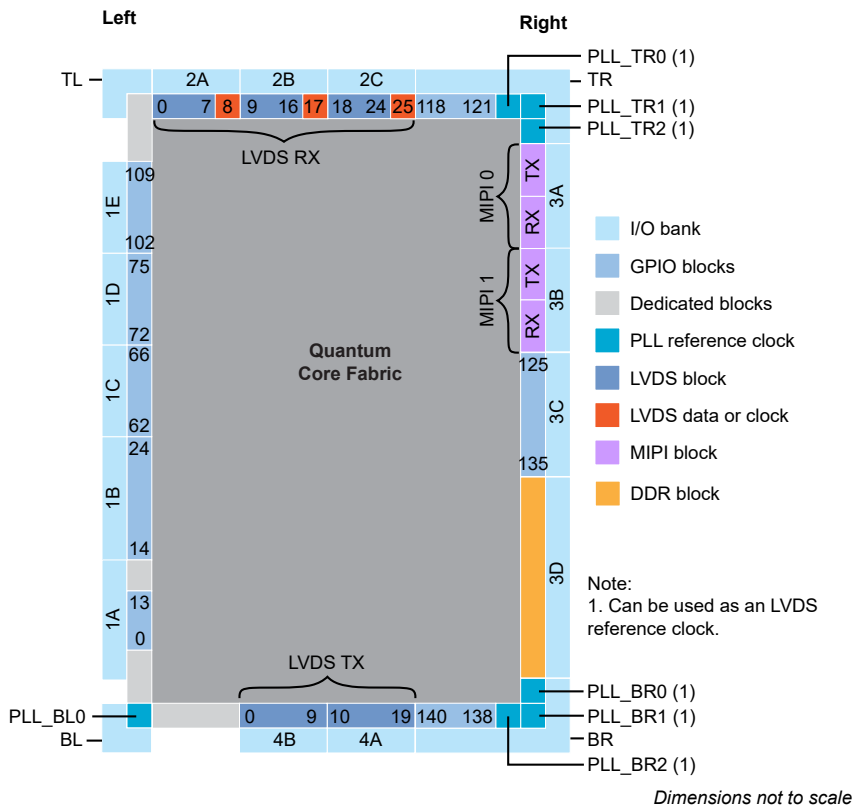 Left
Right
PLL_TR0 (1)
TL
2A
2B
2C
TR
0
7
8
9
16
17
18
24
25
118
121
PLL_TR1 (1)
PLL_TR2 (1)
LVDS RX
109
1E
102
75
1D
72
66
1C
62
24
1B
14
1A
13
0
MIPI 0
TX
RX
3A
MIPI 1
TX
RX
3B
125
3C
135
3D
Quantum
Core Fabric
I/O bank
GPIO blocks
Dedicated blocks
PLL reference clock
LVDS block
LVDS data or clock
MIPI block
DDR block
Note:
1. Can be used as an LVDS
reference clock.
LVDS TX
PLL_BR0 (1)
PLL_BL0
0
9
10
19
140
138
PLL_BR1 (1)
BL
4B
4A
BR
PLL_BR2 (1)
Dimensions not to scale